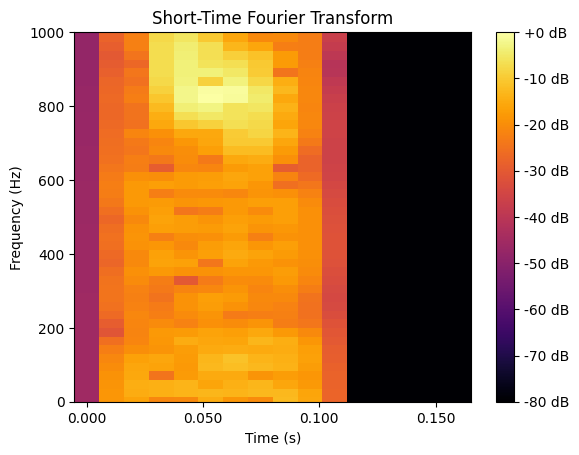 Short-Time Fourier Transform
1000
800
600
400
200
0
Frequency (Hz)
0.000
0.050
0.100
0.150
Time (s)
+0 dB
-10 dB
-20 dB
-30 dB
-40 dB
-50 dB
-60 dB
-70 dB
-80 dB